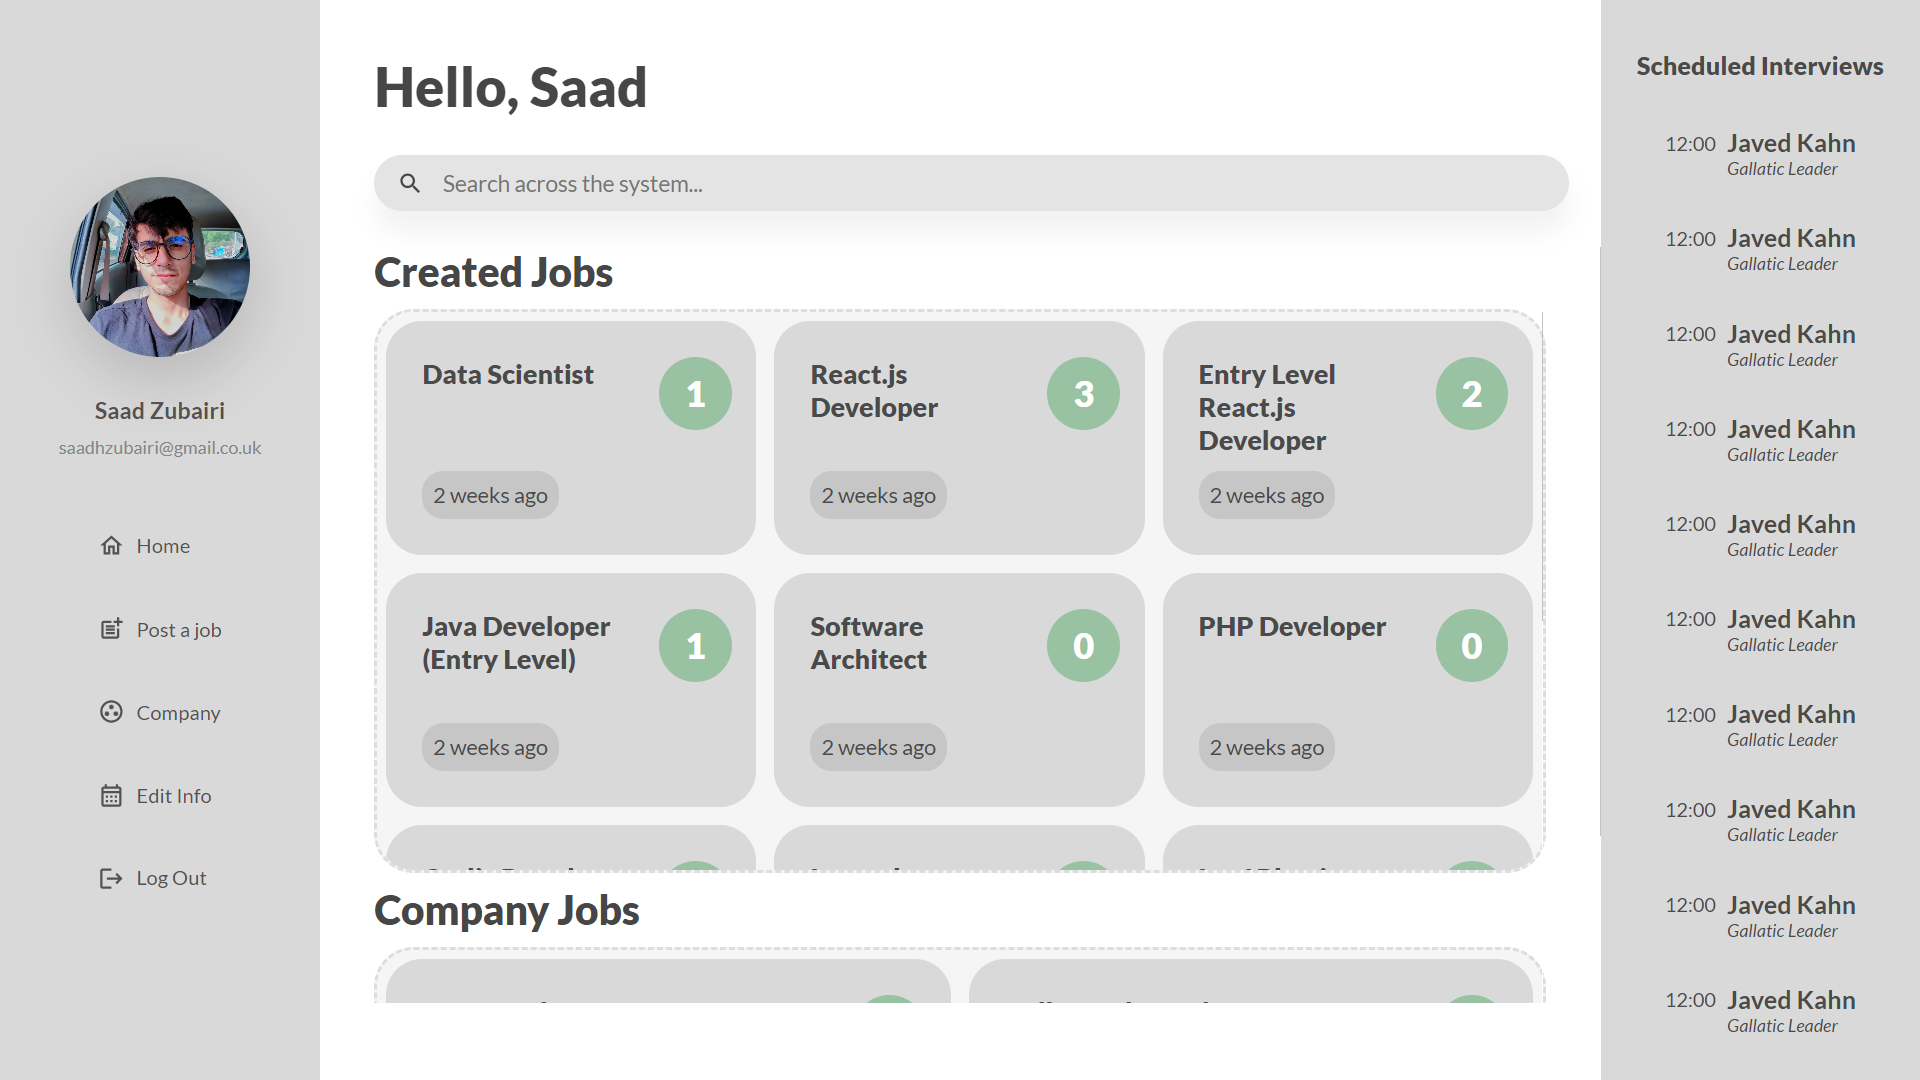 Saad Zubairi
saadhzubairi@gmail.co.uk
Home
Post a job
Company
Edit Info
Log Out
Hello, Saad
Search across the system...
Created Jobs
Data Scientist
1
2 weeks ago
React.js
Developer
3
2 weeks ago
Entry Level
React.js
Developer
2
2 weeks ago
Java Developer
(Entry Level)
1
2 weeks ago
Software
Architect
0
2 weeks ago
PHP Developer
0
2 weeks ago
Company Jobs
Scheduled Interviews
12:00 Javed Kahn
Gallatic Leader
12:00 Javed Kahn
Gallatic Leader
12:00 Javed Kahn
Gallatic Leader
12:00 Javed Kahn
Gallatic Leader
12:00 Javed Kahn
Gallatic Leader
12:00 Javed Kahn
Gallatic Leader
12:00 Javed Kahn
Gallatic Leader
12:00 Javed Kahn
Gallatic Leader
12:00 Javed Kahn
Gallatic Leader
12:00 Javed Kahn
Gallatic Leader